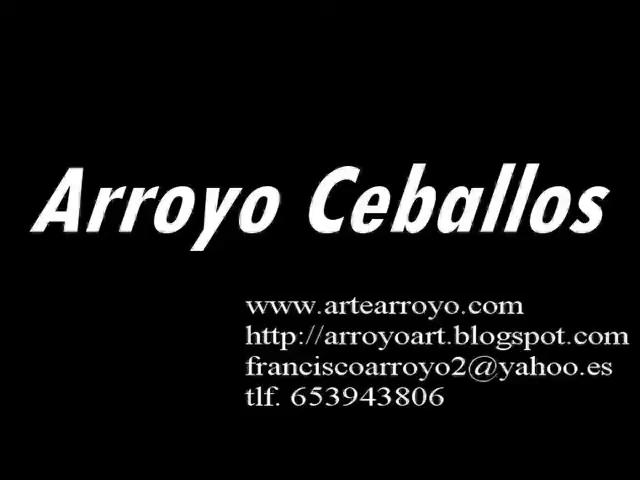 Arroyo Ceballos
www.artearroyo.com
http://arroyoart.blogspot.com
franciscoarroyo2@yahoo.es
tlf. 653943806